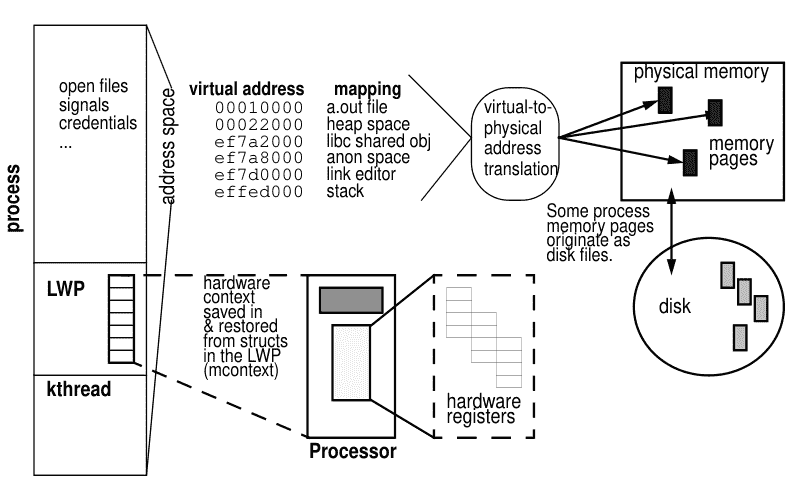 process
open files
signals
credentials
...
address space
virtual address mapping
00010000 a.out file
00022000 heap space
ef7a2000 libc shared obj
ef7a8000 anon space
ef7d0000 link editor
effed000 stack
virtual-to-
physical
address
translation
physical memory
memory
pages
Some process
memory pages
originate as
disk files.
disk
LWP
kthread
hardware
context
saved in
& restored
from structs
in the LWP
(mcontext)
Processor
hardware
registers